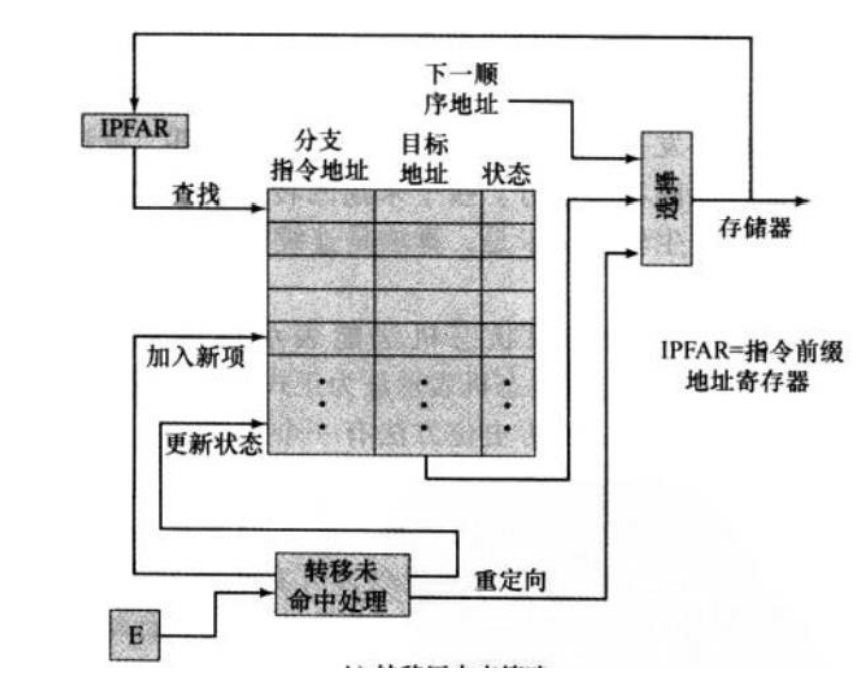 下一顺
序地址
IPFAR
分支
指令地址
目标
地址
状态
查找
选择
存储器
加入新项
IPFAR=指令前缀
地址寄存器
更新状态
转移未
命中处理
重定向
E